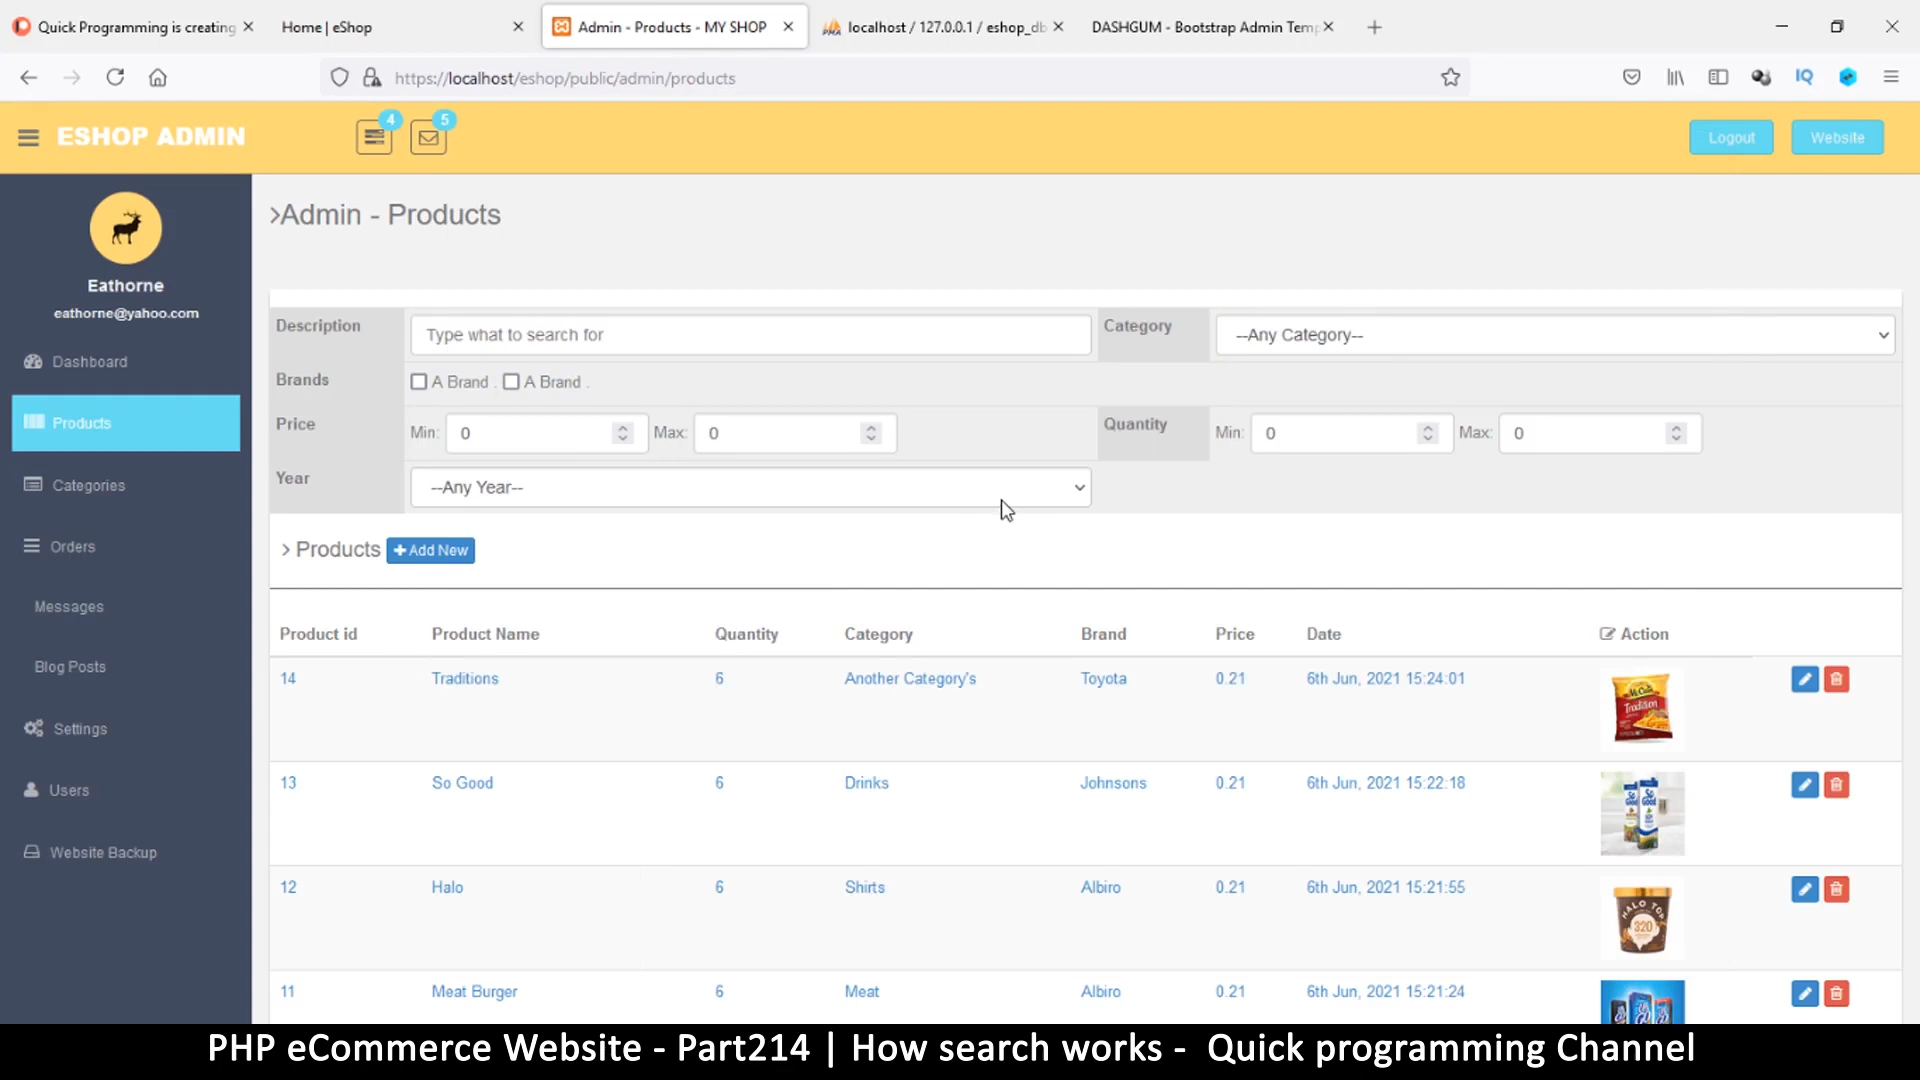 Quick Programming is creating
Home | eShop
Admin - Products - MY SHOP
localhost / 127.0.0.1 / eshop_db
DASHGUM - Bootstrap Admin Temp
https://localhost/eshop/public/admin/products
IQ
ESHOP ADMIN
4
5
Logout
Website
Eathorne
eathorne@yahoo.com
Dashboard
Products
Categories
Orders
Messages
Blog Posts
Settings
Users
Website Backup
Admin - Products
Description
Type what to search for
Category
--Any Category--
Brands
A Brand . A Brand .
Price
Min: 0
Max: 0
Quantity
Min: 0
Max: 0
Year
--Any Year--
Products
Add New
Product id Product Name Quantity Category Brand Price Date Action
14 Traditions 6 Another Category's Toyota 0.21 6th Jun, 2021 15:24:01
McCain
Tradition
13 So Good 6 Drinks Johnsons 0.21 6th Jun, 2021 15:22:18
So Good
12 Halo 6 Shirts Albiro 0.21 6th Jun, 2021 15:21:55
HALO TOP
320
11 Meat Burger 6 Meat Albiro 0.21 6th Jun, 2021 15:21:24
PHP eCommerce Website - Part214 | How search works - Quick programming Channel